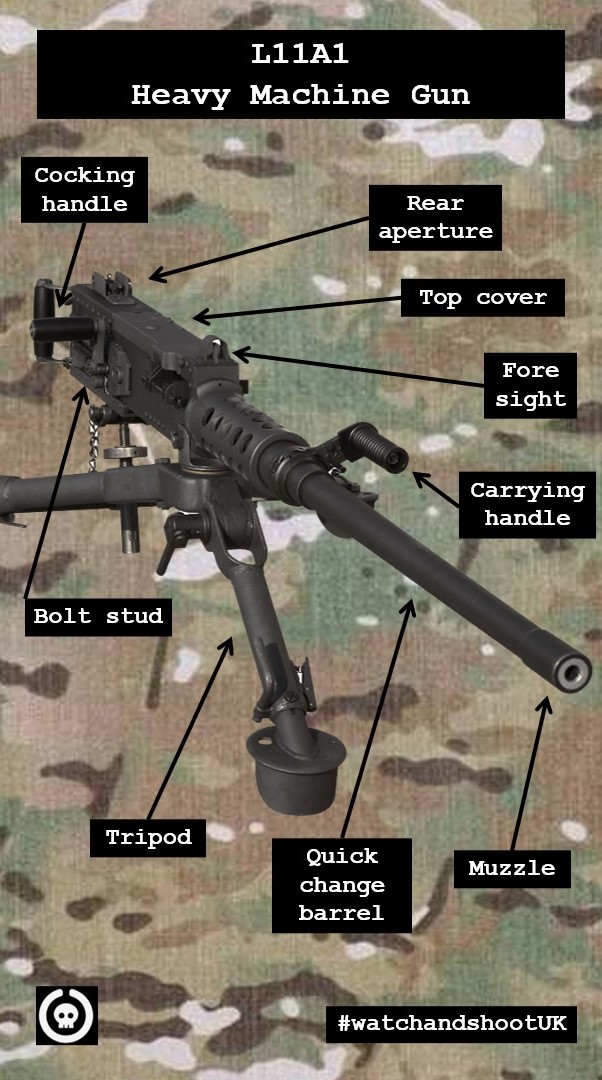 L11A1
Heavy Machine Gun
Cocking
handle
Rear
aperture
Top cover
Fore
sight
Carrying
handle
Bolt stud
Tripod
Quick
change
barrel
Muzzle
#watchandshootUK